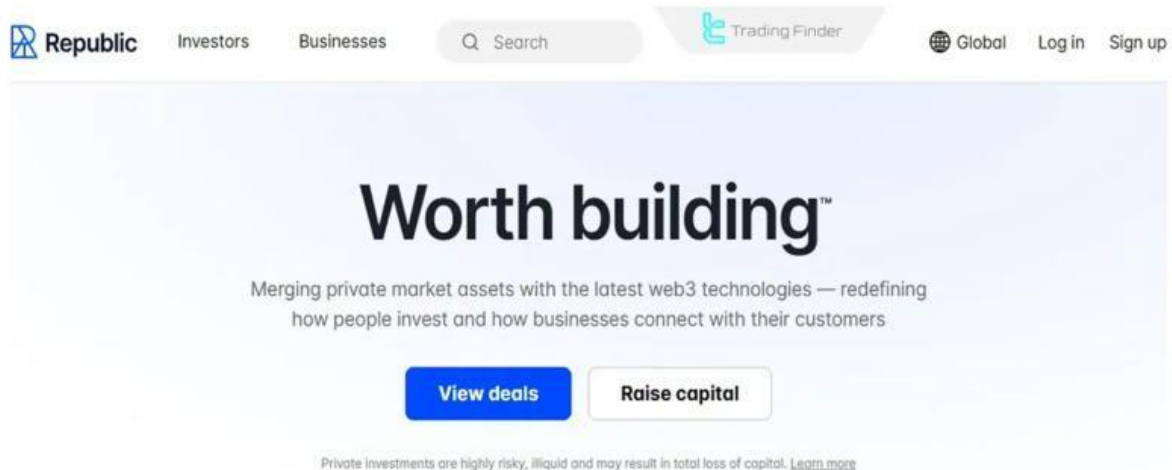 Republic Investors Businesses Search Trading Finder Global Log in Sign up
Worth building™
Merging private market assets with the latest web3 technologies — redefining
how people invest and how businesses connect with their customers
View deals Raise capital
Private investments are highly risky, illiquid and may result in total loss of capital. Learn more